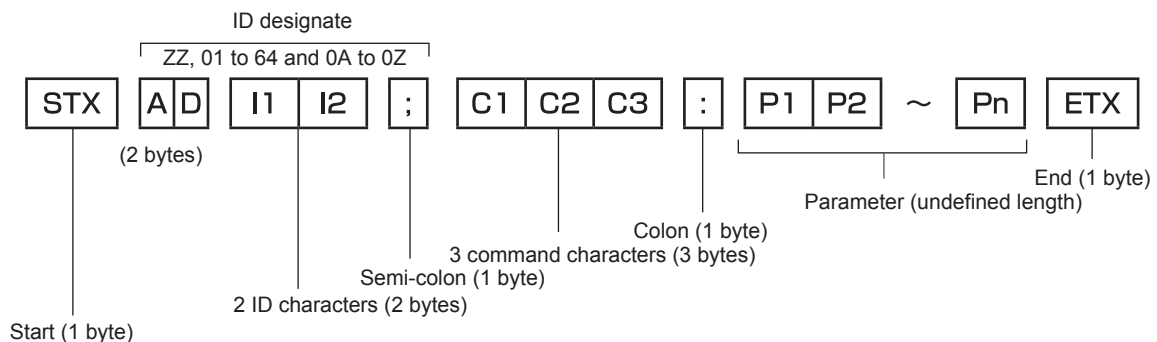 ID designate
ZZ, 01 to 64 and 0A to 0Z
STX A D I1 I2 ; C1 C2 C3 : P1 P2 ～ Pn ETX
(2 bytes)
End (1 byte)
Parameter (undefined length)
Colon (1 byte)
3 command characters (3 bytes)
Semi-colon (1 byte)
2 ID characters (2 bytes)
Start (1 byte)